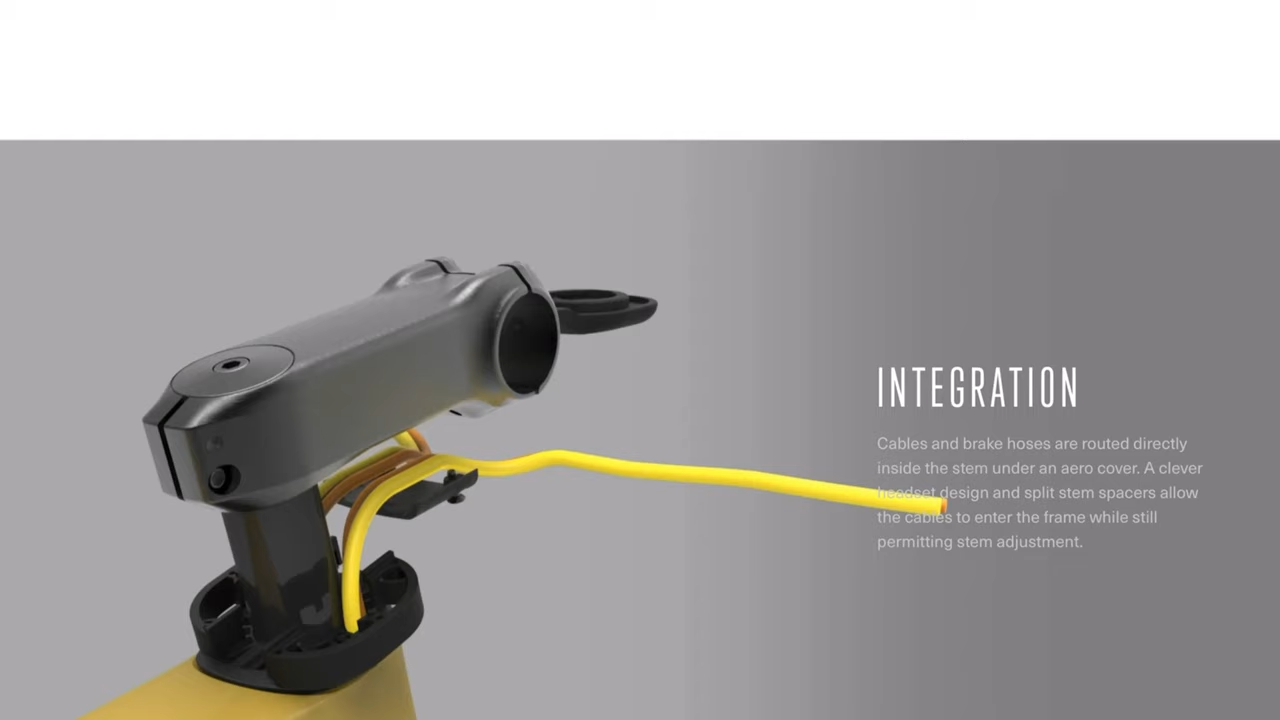 INTEGRATION
Cables and brake hoses are routed directly
inside the stem under an aero cover. A clever
headset design and split stem spacers allow
the cables to enter the frame while still
permitting stem adjustment.